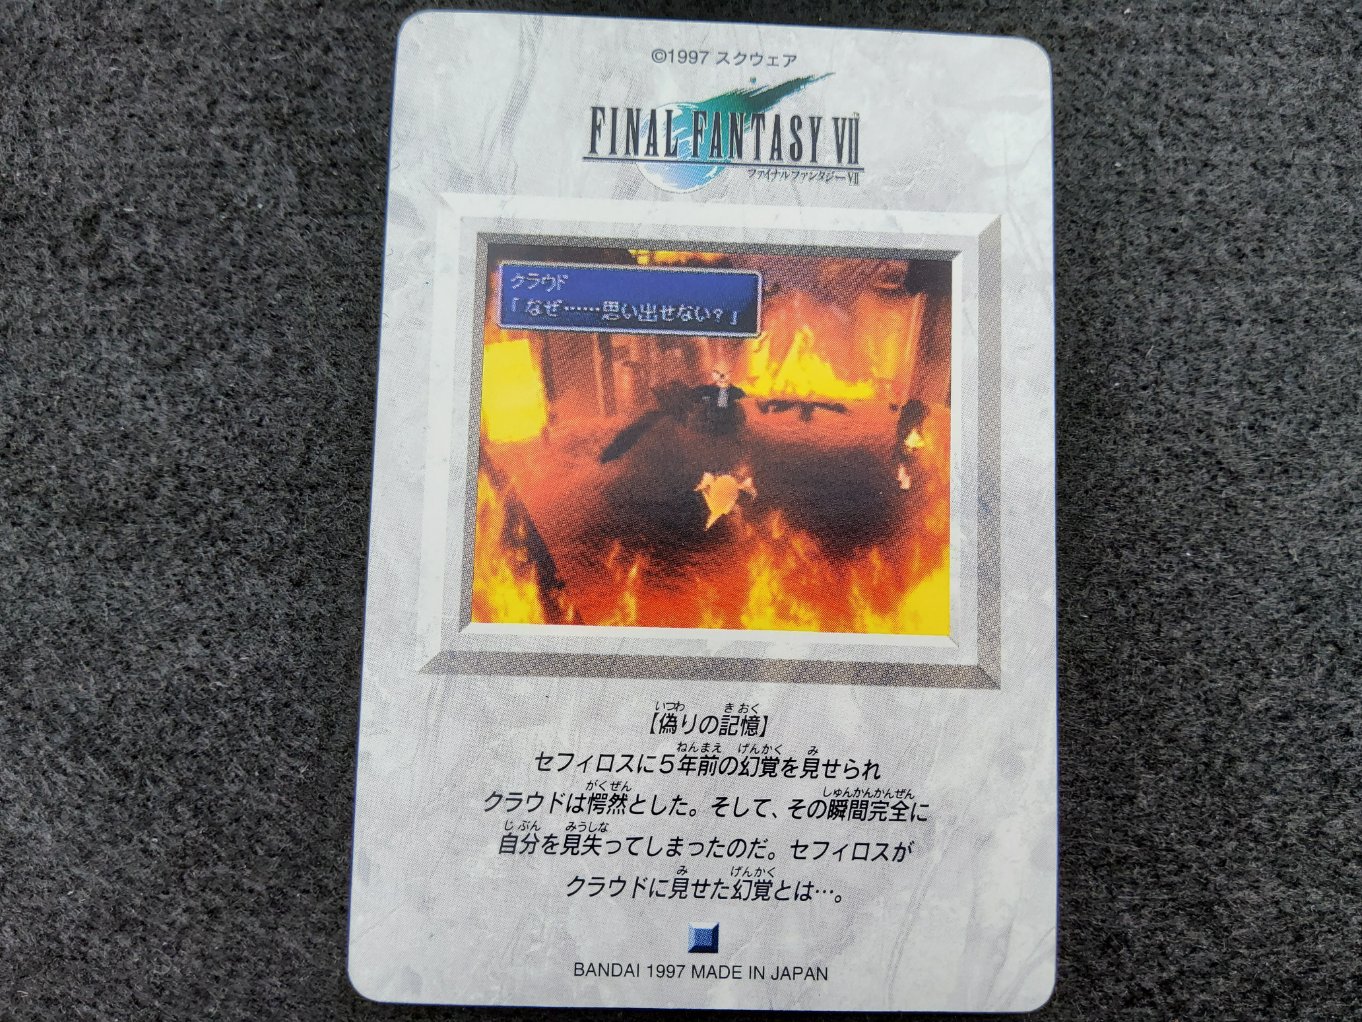 ©1997 スクウェア
FINAL FANTASY VII
ファイナルファンタジーVII
クラウド
「なぜ……思い出せない?」
【偽りの記憶】
セフィロスに5年前の幻覚を見せられ
クラウドは愕然とした。そして、その瞬間完全に
自分を見失ってしまったのだ。セフィロスが
クラウドに見せた幻覚とは…。
BANDAI 1997 MADE IN JAPAN